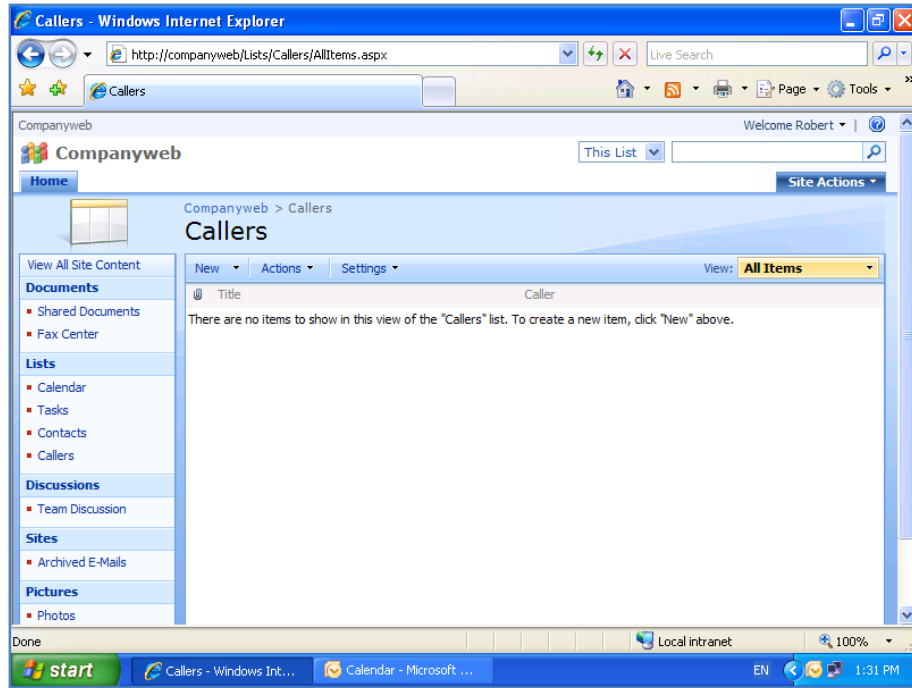 Callers - Windows Internet Explorer
http://companyweb/Lists/Callers/AllItems.aspx
Live Search
Callers
Page
Tools
Companyweb
Welcome Robert
Companyweb
This List
Home
Site Actions
Companyweb > Callers
Callers
View All Site Content
New
Actions
Settings
View:
All Items
Documents
Title
Caller
Shared Documents
There are no items to show in this view of the "Callers" list. To create a new item, click "New" above.
Fax Center
Lists
Calendar
Tasks
Contacts
Callers
Discussions
Team Discussion
Sites
Archived E-Mails
Pictures
Photos
Done
Local intranet
100%
start
Callers - Windows Int...
Calendar - Microsoft ...
EN
1:31 PM